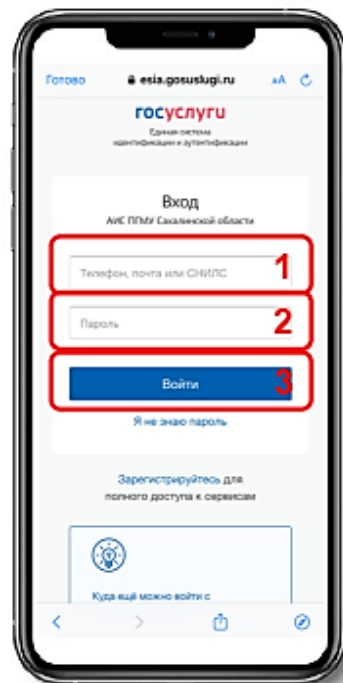 Готово esia.gosuslugi.ru аА
госуслуги
Единая система
идентификации и аутентификации
Вход
АИС ППМУ Сахалинской области
Телефон, почта или СНИЛС 1
Пароль 2
Войти 3
Я не знаю пароль
Зарегистрируйтесь для
полного доступа к сервисам
Куда ещё можно войти с